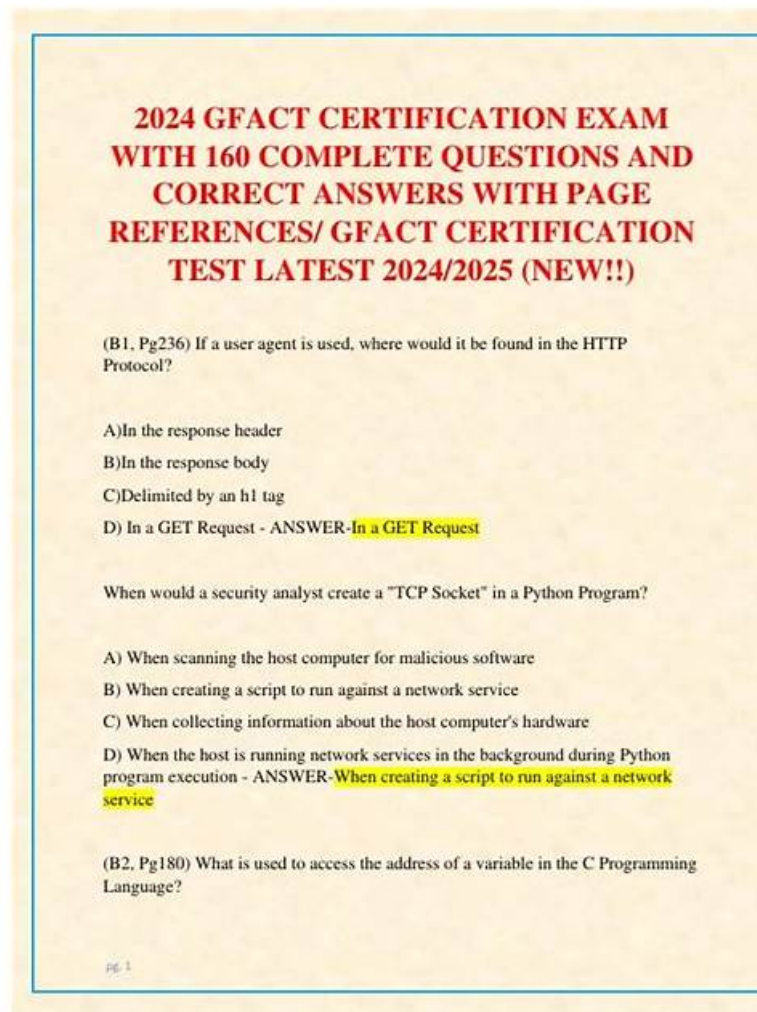 2024 GFACT CERTIFICATION EXAM
WITH 160 COMPLETE QUESTIONS AND
CORRECT ANSWERS WITH PAGE
REFERENCES/ GFACT CERTIFICATION
TEST LATEST 2024/2025 (NEW!!)
(B1, Pg236) If a user agent is used, where would it be found in the HTTP
Protocol?
A)In the response header
B)In the response body
C)Delimited by an h1 tag
D) In a GET Request - ANSWER-In a GET Request
When would a security analyst create a "TCP Socket" in a Python Program?
A) When scanning the host computer for malicious software
B) When creating a script to run against a network service
C) When collecting information about the host computer's hardware
D) When the host is running network services in the background during Python
program execution - ANSWER-When creating a script to run against a network
service
(B2, Pg180) What is used to access the address of a variable in the C Programming
Language?
pg. 1